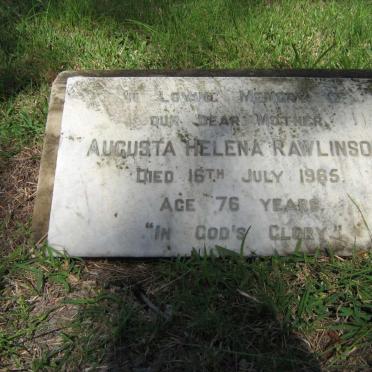 In Loving Memory of
our dear Mother
Augusta Helena Rawlinso
Died 16th July 1965.
Age 76 years
"In God's Glory"